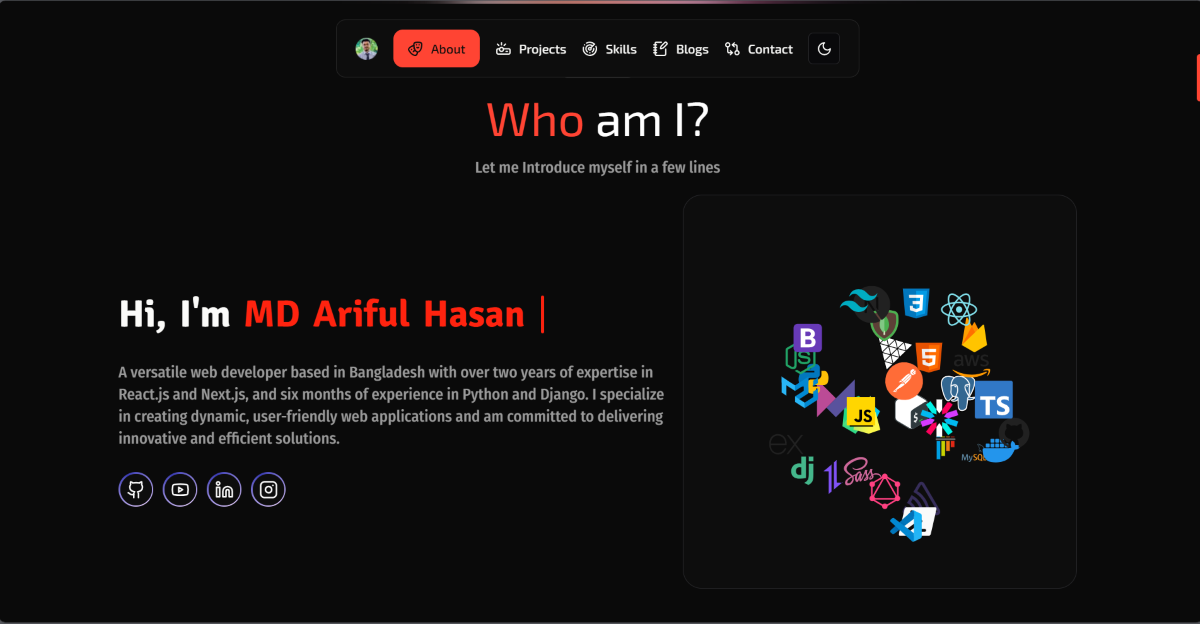 About Projects Skills Blogs Contact
Who am I?
Let me Introduce myself in a few lines
Hi, I'm MD Ariful Hasan
A versatile web developer based in Bangladesh with over two years of expertise in
React.js and Next.js, and six months of experience in Python and Django. I specialize
in creating dynamic, user-friendly web applications and am committed to delivering
innovative and efficient solutions.
3
B
JS
5
aws
TS
JS
$
ex
MySQL
dj
Sass